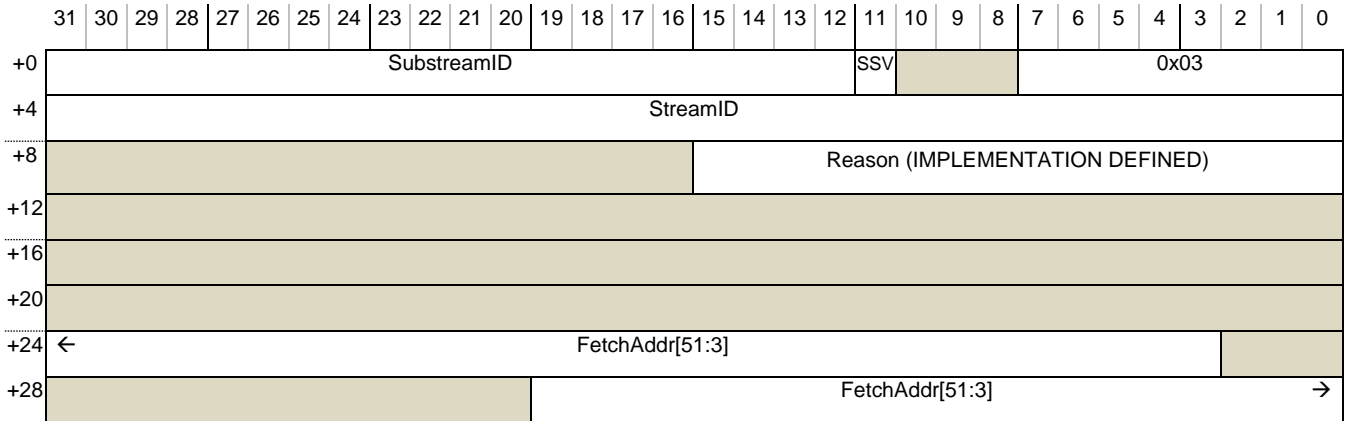 31 30 29 28 27 26 25 24 23 22 21 20 19 18 17 16 15 14 13 12 11 10 9 8 7 6 5 4 3 2 1 0
+0 SubstreamID SSV 0x03
+4 StreamID
+8 Reason (IMPLEMENTATION DEFINED)
+12
+16
+20
+24 ← FetchAddr[51:3]
+28 FetchAddr[51:3] →